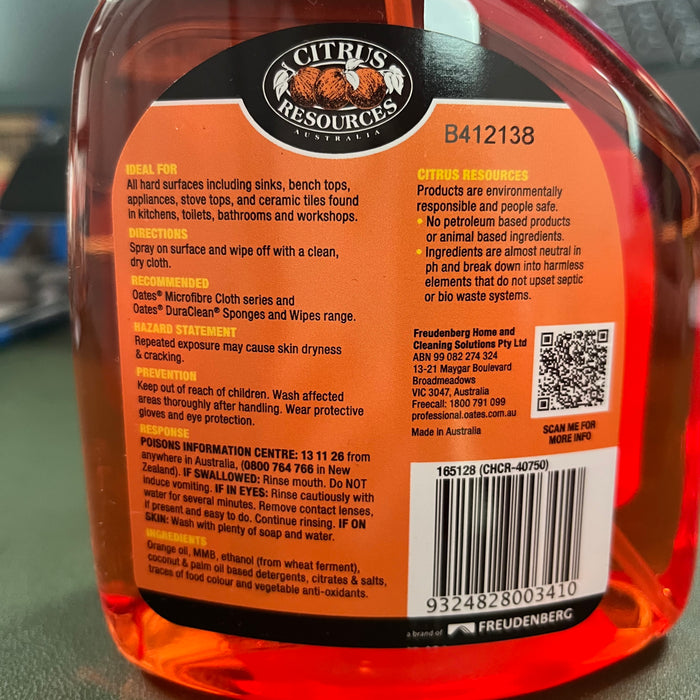 CITRUS
RESOURCES
AUSTRALIA
B412138
IDEAL FOR
All hard surfaces including sinks, bench tops,
appliances, stove tops, and ceramic tiles found
in kitchens, toilets, bathrooms and workshops.
DIRECTIONS
Spray on surface and wipe off with a clean,
dry cloth.
RECOMMENDED
Oates® Microfibre Cloth series and
Oates® DuraClean® Sponges and Wipes range.
HAZARD STATEMENT
Repeated exposure may cause skin dryness
& cracking.
PREVENTION
Keep out of reach of children. Wash affected
areas thoroughly after handling. Wear protective
gloves and eye protection.
RESPONSE
POISONS INFORMATION CENTRE: 13 11 26 from
anywhere in Australia, (0800 764 766 in New
Zealand). IF SWALLOWED: Rinse mouth. Do NOT
induce vomiting. IF IN EYES: Rinse cautiously with
water for several minutes. Remove contact lenses,
if present and easy to do. Continue rinsing. IF ON
SKIN: Wash with plenty of soap and water.
INGREDIENTS
Orange oil, MMB, ethanol (from wheat ferment),
coconut & palm oil based detergents, citrates & salts,
traces of food colour and vegetable anti-oxidants.
CITRUS RESOURCES
Products are environmentally
responsible and people safe.
• No petroleum based products
or animal based ingredients.
• Ingredients are almost neutral in
ph and break down into harmless
elements that do not upset septic
or bio waste systems.
Freudenberg Home and
Cleaning Solutions Pty Ltd
ABN 99 082 274 324
13-21 Maygar Boulevard
Broadmeadows
VIC 3047, Australia
Freecall: 1800 791 099
professional.oates.com.au
Made in Australia
SCAN ME FOR
MORE INFO
165128 (CHCR-40750)
9324828003410
a brand of FREUDENBERG